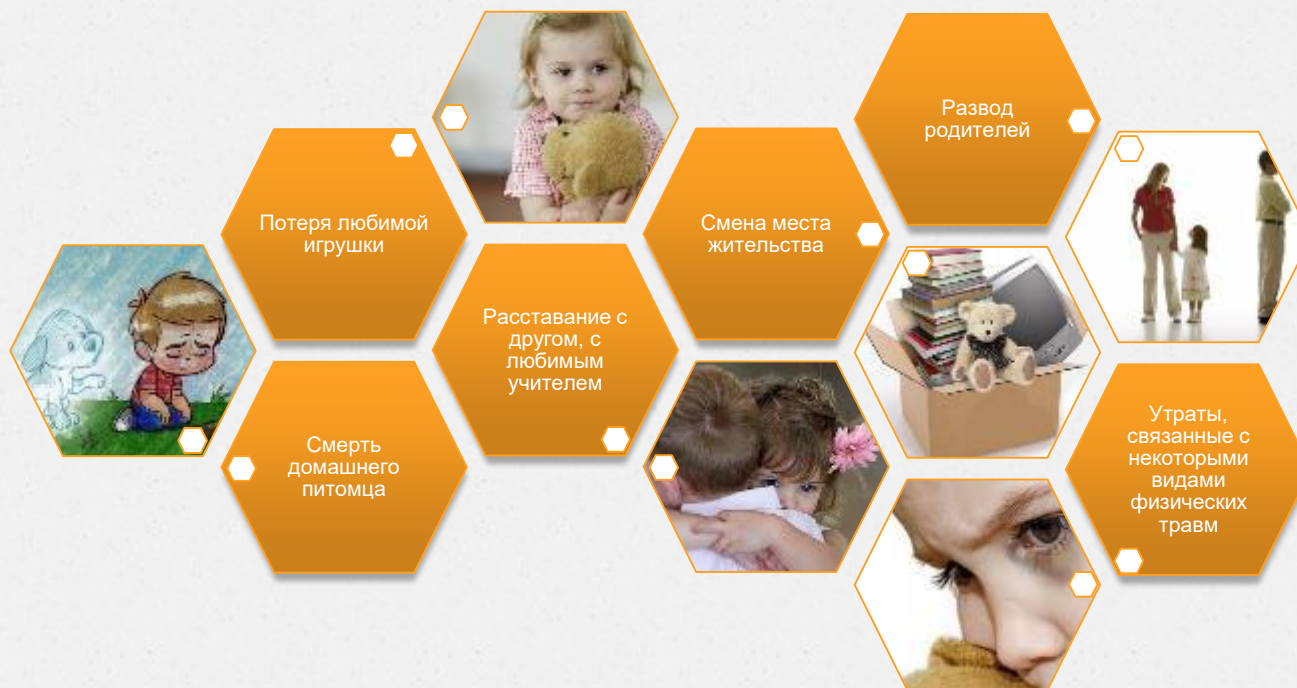 Потеря любимой
игрушки
Смерть
домашнего
питомца
Расставание с
другом, с
любимым
учителем
Смена места
жительства
Развод
родителей
Утраты,
связанные с
некоторыми
видами
физических
травм